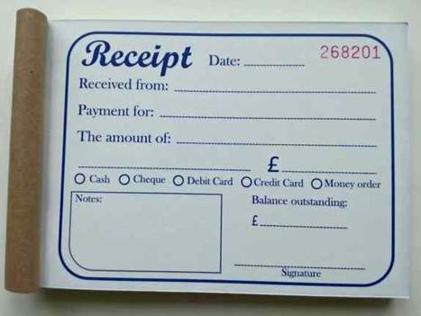 Receipt Date: 268201
Received from:
Payment for:
The amount of:
£
Cash Cheque Debit Card Credit Card Money order
Notes: Balance outstanding:
£
Signature